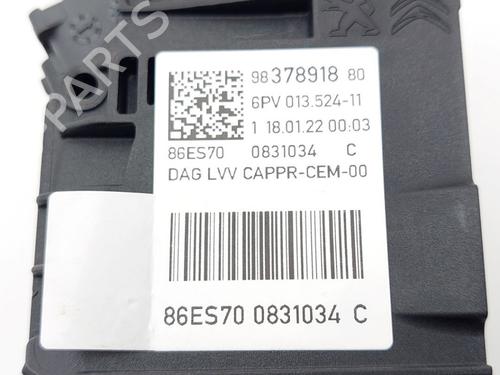 98 378918 80
6PV 013.524-11
1 18.01.22 00:03
86ES70 0831034 C
DAG LVV CAPPR-CEM-00
86ES70 0831034 C